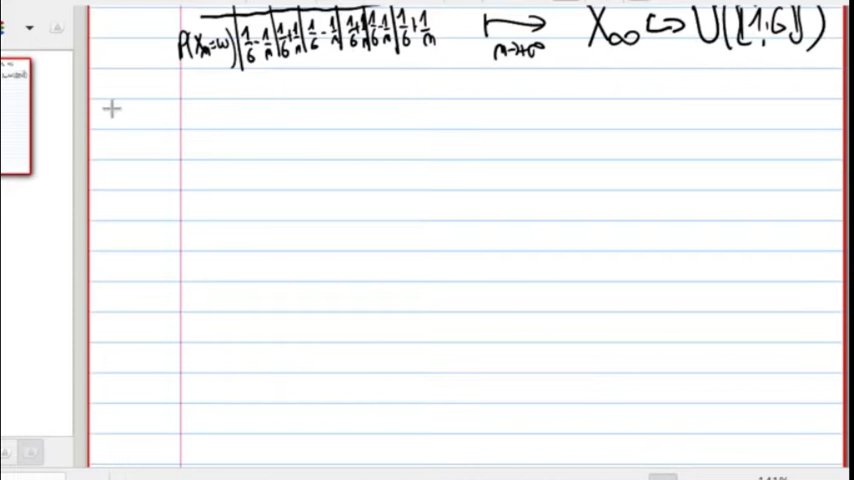 P(Xn=ω) | 1/6 - 1/n | 1/6 + 1/n | 1/6 - 1/n | 1/6 + 1/n | 1/6 - 1/n | 1/6 + 1/n ⟼ n→+∞ X∞ ↪ U([[1,6]])